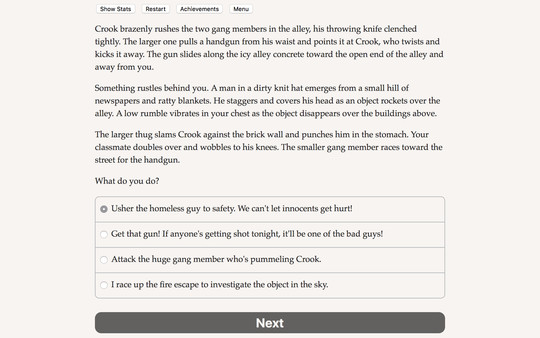 Show Stats Restart Achievements Menu
Crook brazenly rushes the two gang members in the alley, his throwing knife clenched
tightly. The larger one pulls a handgun from his waist and points it at Crook, who twists and
kicks it away. The gun slides along the icy alley concrete toward the open end of the alley and
away from you.
Something rustles behind you. A man in a dirty knit hat emerges from a small hill of
newspapers and ratty blankets. He staggers and covers his head as an object rockets over the
alley. A low rumble vibrates in your chest as the object disappears over the buildings above.
The larger thug slams Crook against the brick wall and punches him in the stomach. Your
classmate doubles over and wobbles to his knees. The smaller gang member races toward the
street for the handgun.
What do you do?
Usher the homeless guy to safety. We can't let innocents get hurt!
Get that gun! If anyone's getting shot tonight, it'll be one of the bad guys!
Attack the huge gang member who's pummeling Crook.
I race up the fire escape to investigate the object in the sky.
Next